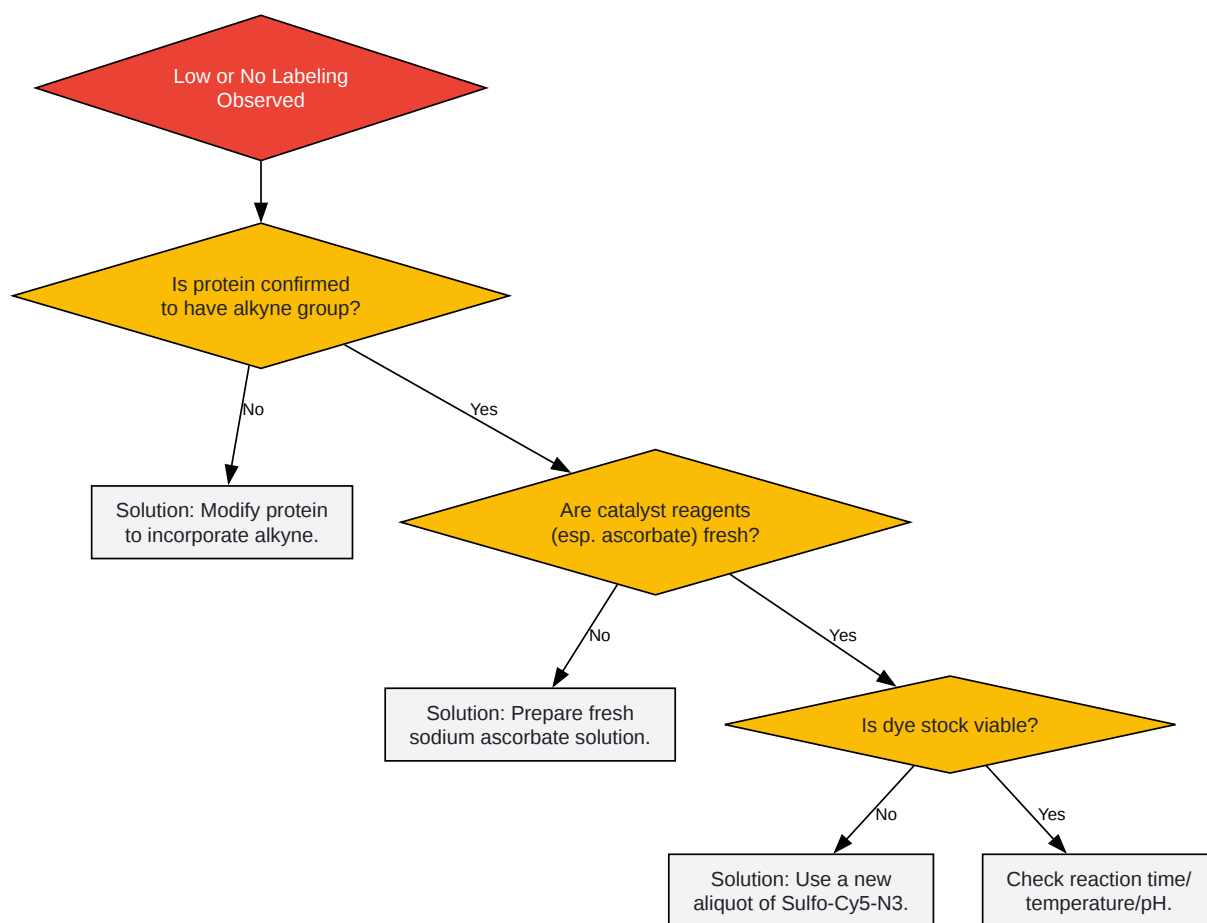 Low or No Labeling
Observed
Is protein confirmed
to have alkyne group?
No
Yes
Solution: Modify protein
to incorporate alkyne.
Are catalyst reagents
(esp. ascorbate) fresh?
No
Yes
Solution: Prepare fresh
sodium ascorbate solution.
Is dye stock viable?
No
Yes
Solution: Use a new
aliquot of Sulfo-Cy5-N3.
Check reaction time/
temperature/pH.